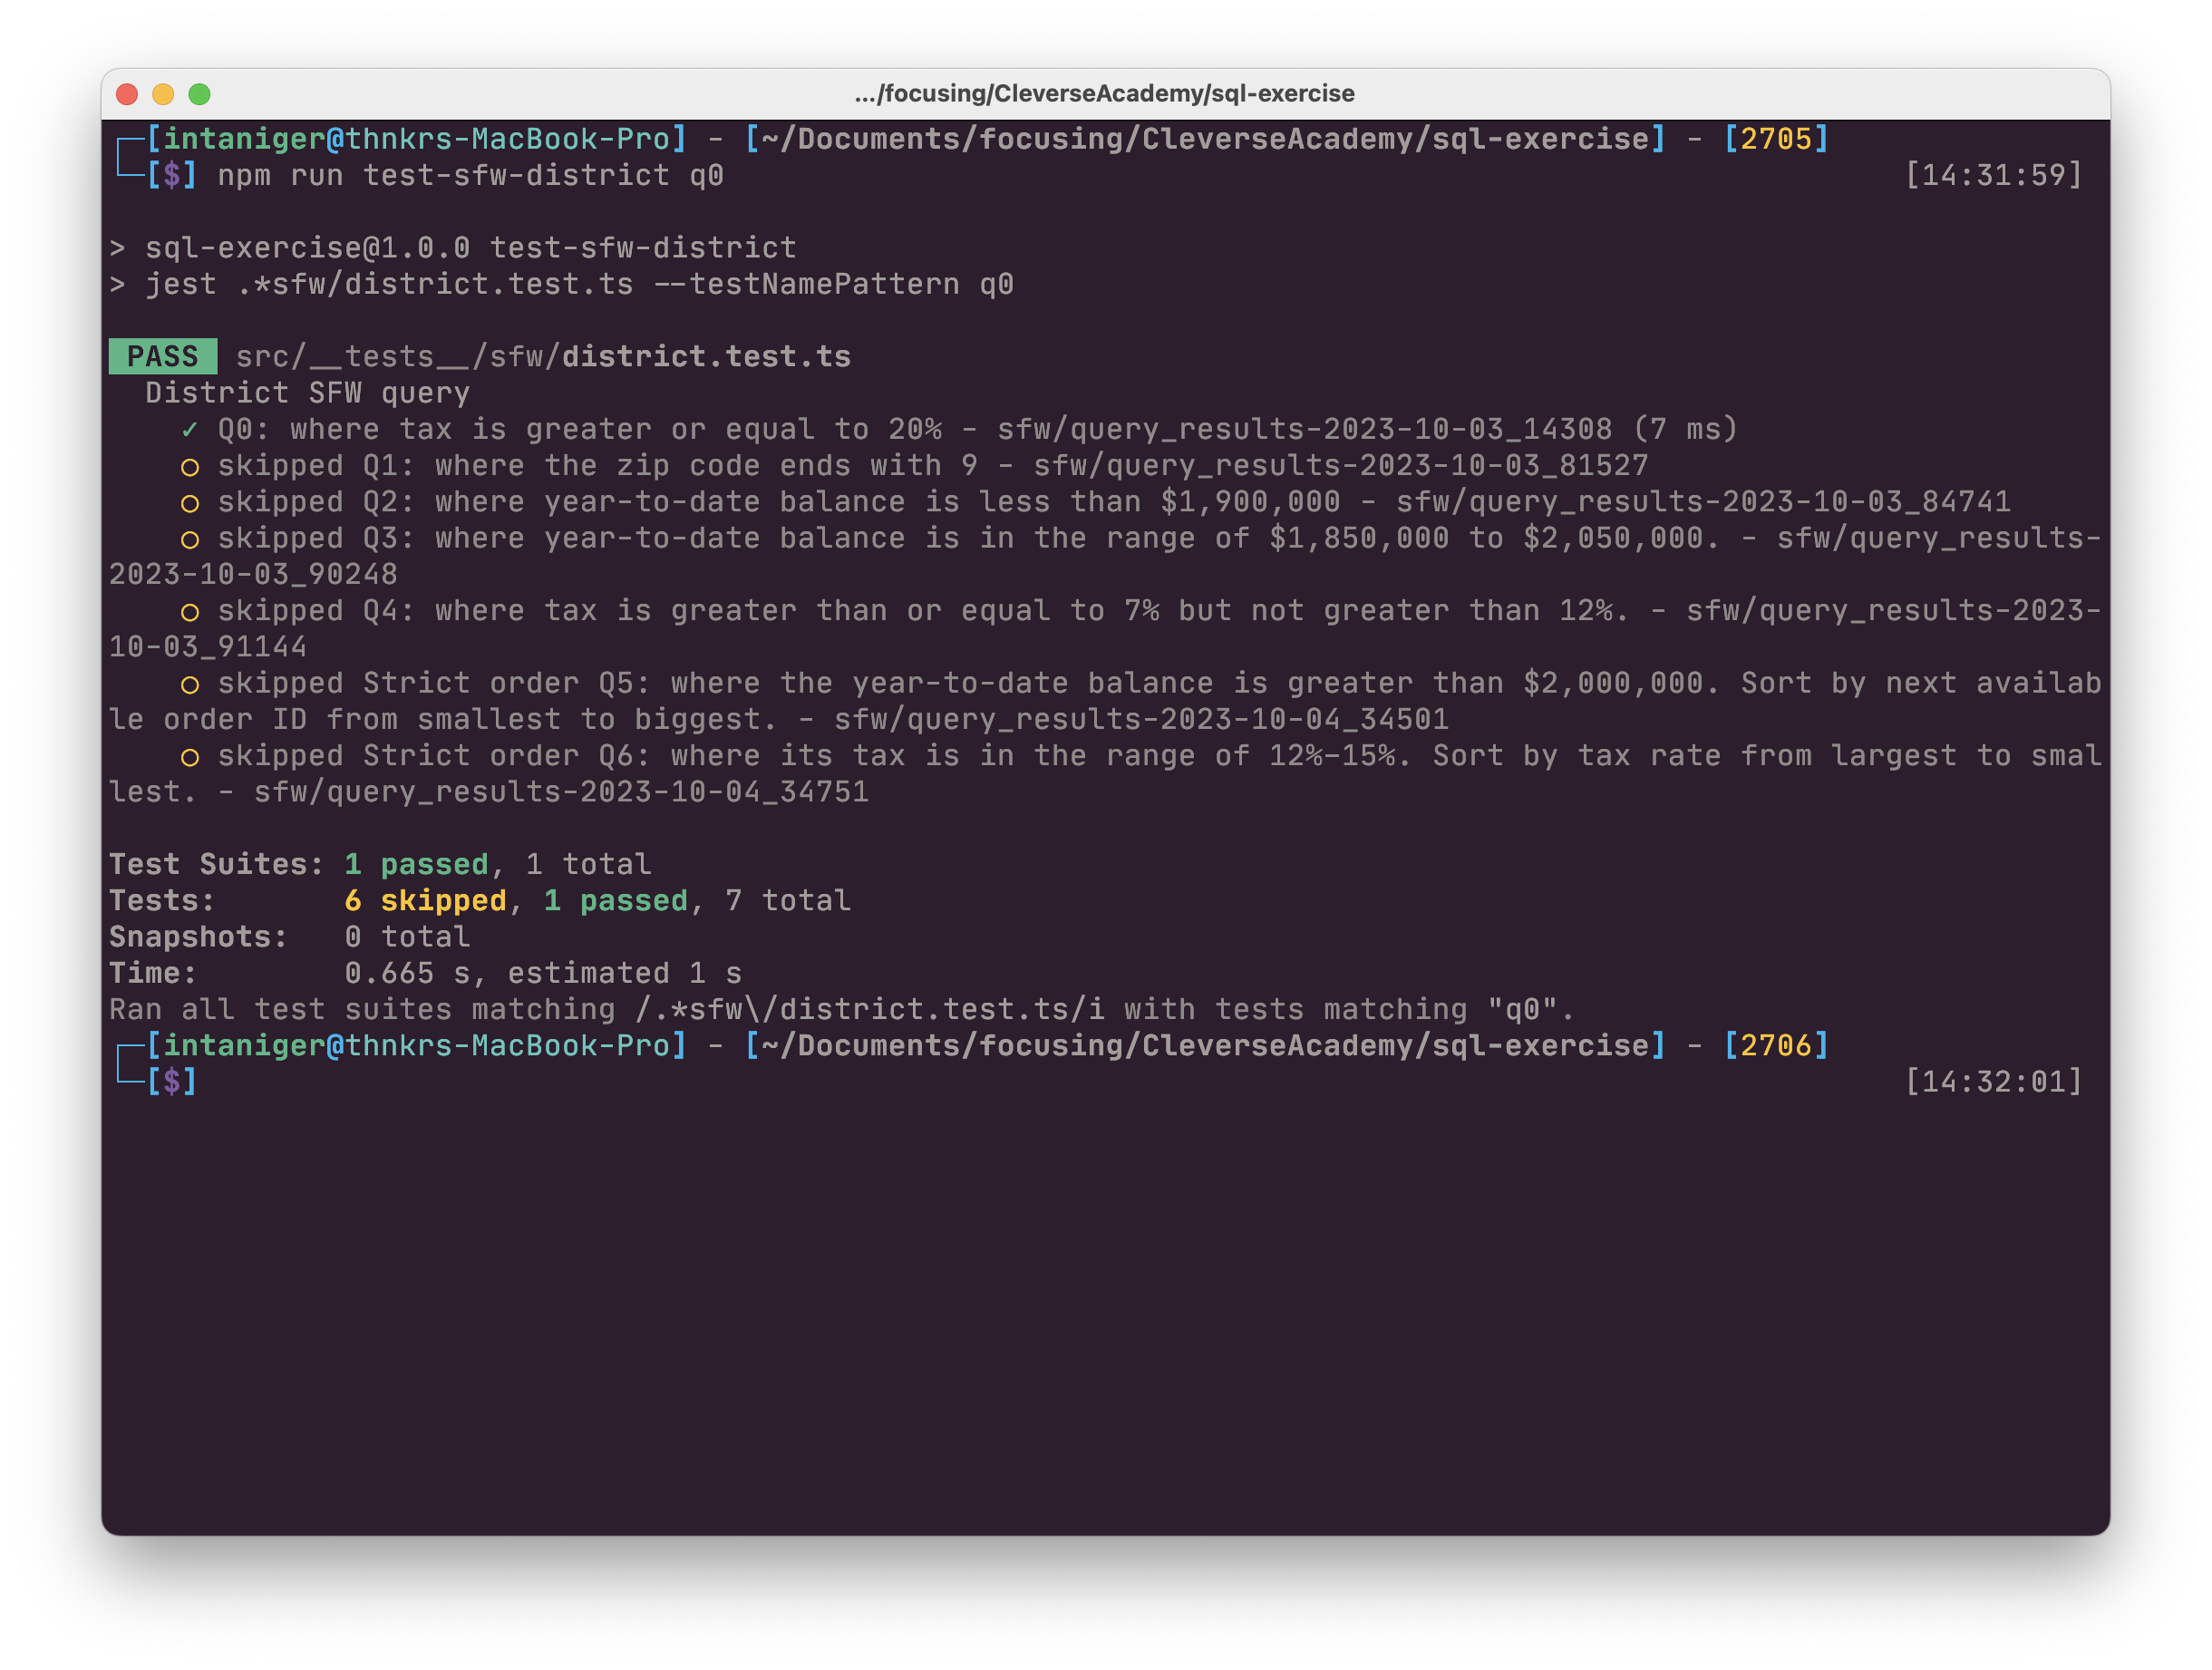 .../focusing/CleverseAcademy/sql-exercise
[intaniger@thnkrs-MacBook-Pro] - [~/Documents/focusing/CleverseAcademy/sql-exercise] - [2705]
[$] npm run test-sfw-district q0 [14:31:59]
> sql-exercise@1.0.0 test-sfw-district
> jest .*sfw/district.test.ts --testNamePattern q0
PASS src/__tests__/sfw/district.test.ts
District SFW query
✓ Q0: where tax is greater or equal to 20% - sfw/query_results-2023-10-03_14308 (7 ms)
○ skipped Q1: where the zip code ends with 9 - sfw/query_results-2023-10-03_81527
○ skipped Q2: where year-to-date balance is less than $1,900,000 - sfw/query_results-2023-10-03_84741
○ skipped Q3: where year-to-date balance is in the range of $1,850,000 to $2,050,000. - sfw/query_results-
2023-10-03_90248
○ skipped Q4: where tax is greater than or equal to 7% but not greater than 12%. - sfw/query_results-2023-
10-03_91144
○ skipped Strict order Q5: where the year-to-date balance is greater than $2,000,000. Sort by next availab
le order ID from smallest to biggest. - sfw/query_results-2023-10-04_34501
○ skipped Strict order Q6: where its tax is in the range of 12%-15%. Sort by tax rate from largest to smal
lest. - sfw/query_results-2023-10-04_34751
Test Suites: 1 passed, 1 total
Tests: 6 skipped, 1 passed, 7 total
Snapshots: 0 total
Time: 0.665 s, estimated 1 s
Ran all test suites matching /.*sfw\/district.test.ts/i with tests matching "q0".
[intaniger@thnkrs-MacBook-Pro] - [~/Documents/focusing/CleverseAcademy/sql-exercise] - [2706]
[$] [14:32:01]